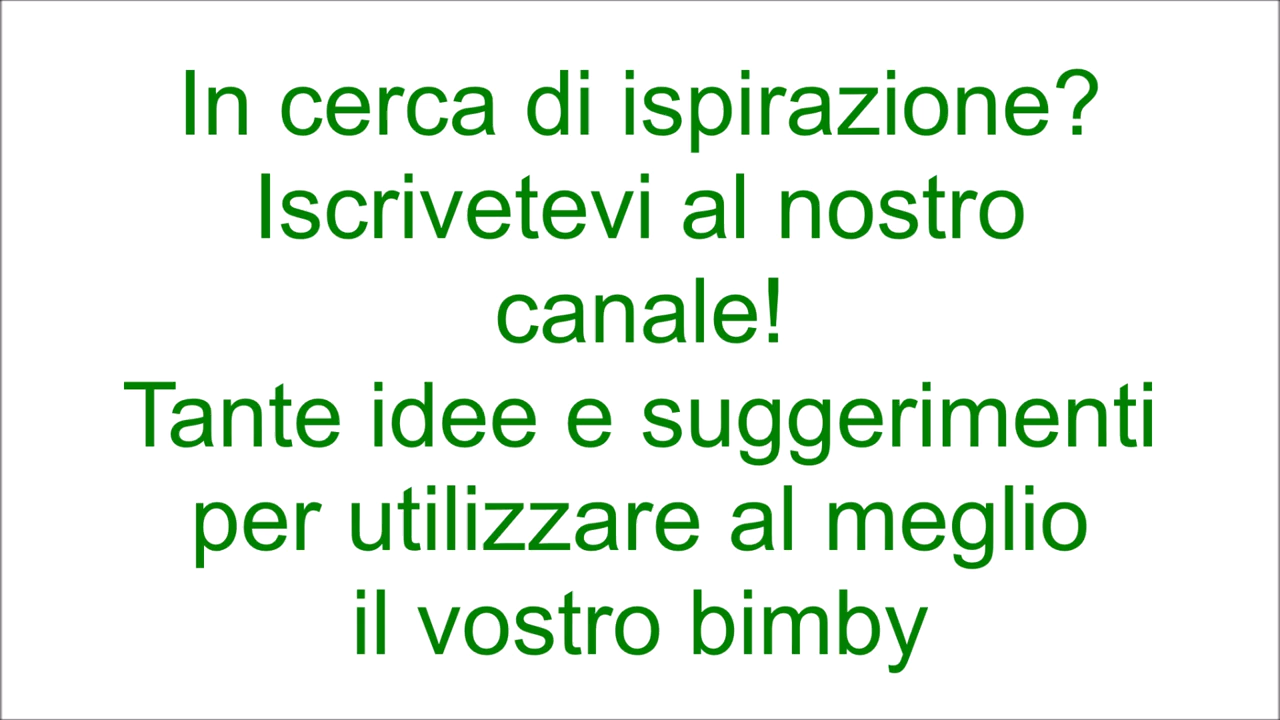 In cerca di ispirazione?
Iscrivetevi al nostro
canale!
Tante idee e suggerimenti
per utilizzare al meglio
il vostro bimby